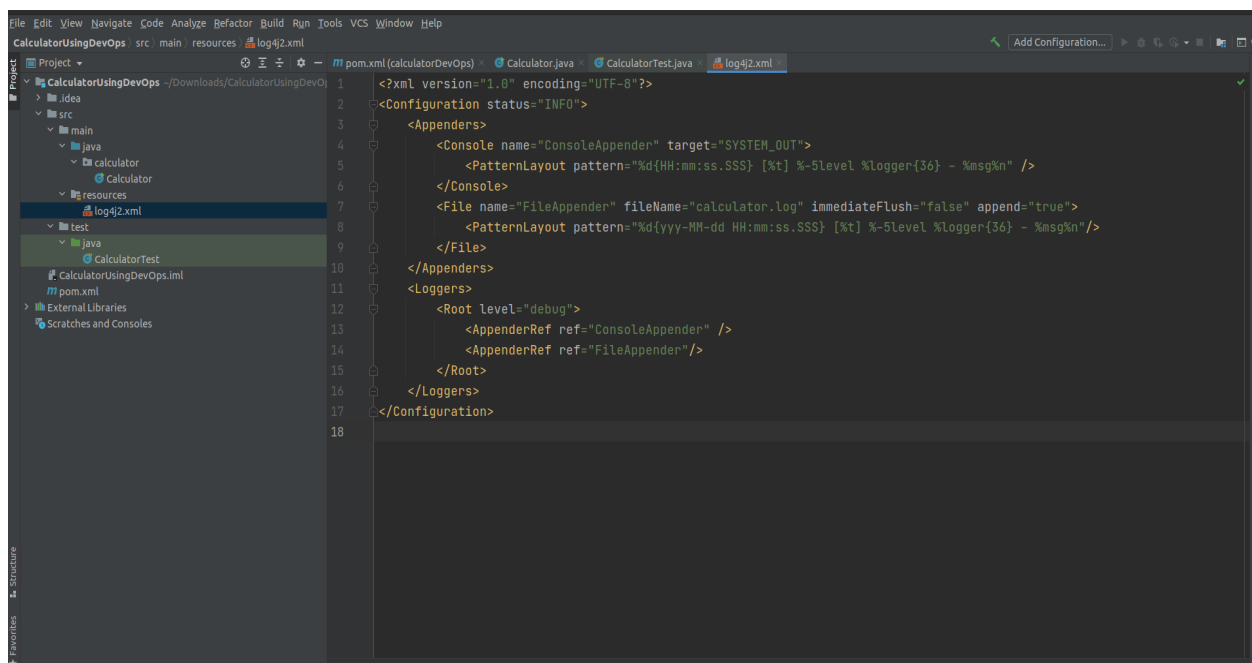 File Edit View Navigate Code Analyze Refactor Build Run Tools VCS Window Help
CalculatorUsingDevOps src main resources log4j2.xml
Add Configuration...
Project
pom.xml (calculatorDevOps) Calculator.java CalculatorTest.java log4j2.xml
Project
CalculatorUsingDevOps ~/Downloads/CalculatorUsingDevO
.idea
src
main
java
calculator
Calculator
resources
log4j2.xml
test
java
CalculatorTest
CalculatorUsingDevOps.iml
pom.xml
External Libraries
Scratches and Consoles
Structure
Favorites
1 <?xml version="1.0" encoding="UTF-8"?>
2 <Configuration status="INFO">
3 <Appenders>
4 <Console name="ConsoleAppender" target="SYSTEM_OUT">
5 <PatternLayout pattern="%d{HH:mm:ss.SSS} [%t] %-5level %logger{36} - %msg%n" />
6 </Console>
7 <File name="FileAppender" fileName="calculator.log" immediateFlush="false" append="true">
8 <PatternLayout pattern="%d{yyy-MM-dd HH:mm:ss.SSS} [%t] %-5level %logger{36} - %msg%n"/>
9 </File>
10 </Appenders>
11 <Loggers>
12 <Root level="debug">
13 <AppenderRef ref="ConsoleAppender" />
14 <AppenderRef ref="FileAppender"/>
15 </Root>
16 </Loggers>
17 </Configuration>
18